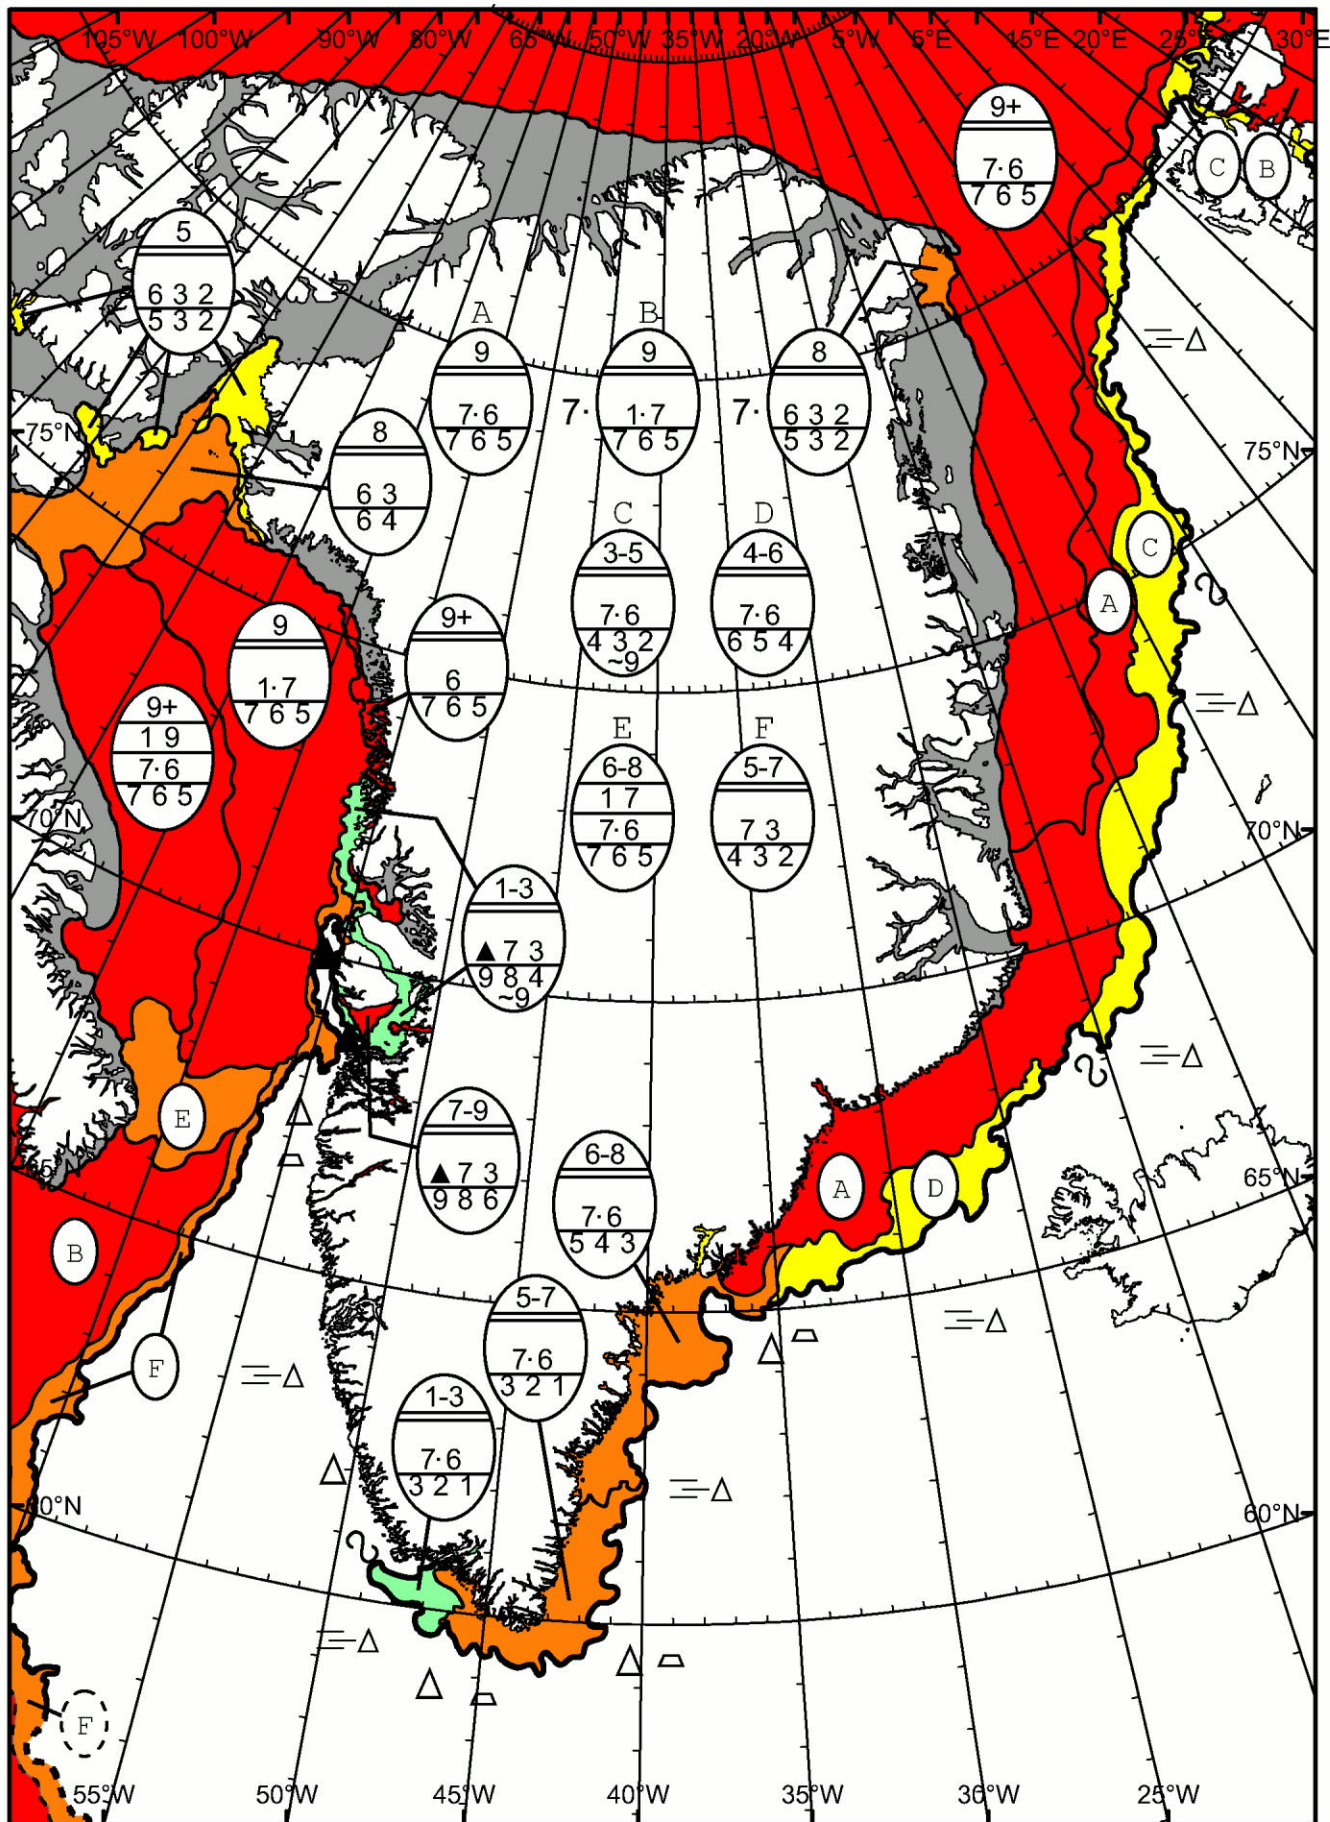 105°W 100°W 90°W 80°W 65°W 50°W 35°W 20°W 5°W 5°E 15°E 20°E 25°E 30°E
9+
7·6
7 6 5
C B
5
6 3 2
5 3 2
A B
9
7·6
7 6 5
7·
9
1·7
7 6 5
7·
8
6 3 2
5 3 2
75°N
75°N
8
6 3
6 4
C D
3-5
7·6
4 3 2
~9
4-6
7·6
6 5 4
C
A
9
1·7
7 6 5
9+
6
7 6 5
9+
1 9
7·6
7 6 5
E F
6-8
1 7
7·6
7 6 5
5-7
7 3
4 3 2
70°N
70°N
1-3
▲ 7 3
9 8 4
~9
E
7-9
▲ 7 3
9 8 6
6-8
7·6
5 4 3
A D
65°N
65°N
B
F
5-7
7·6
3 2 1
1-3
7·6
3 2 1
60°N
60°N
F
55°W 50°W 45°W 40°W 35°W 30°W 25°W